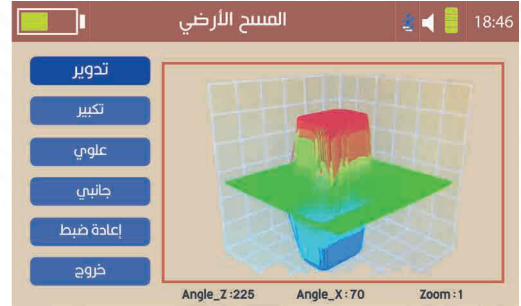 المسح الأرضي
18:46
تدوير
تكبير
علوي
جانبي
إعادة ضبط
خروج
Angle_Z :225 Angle_X : 70 Zoom : 1